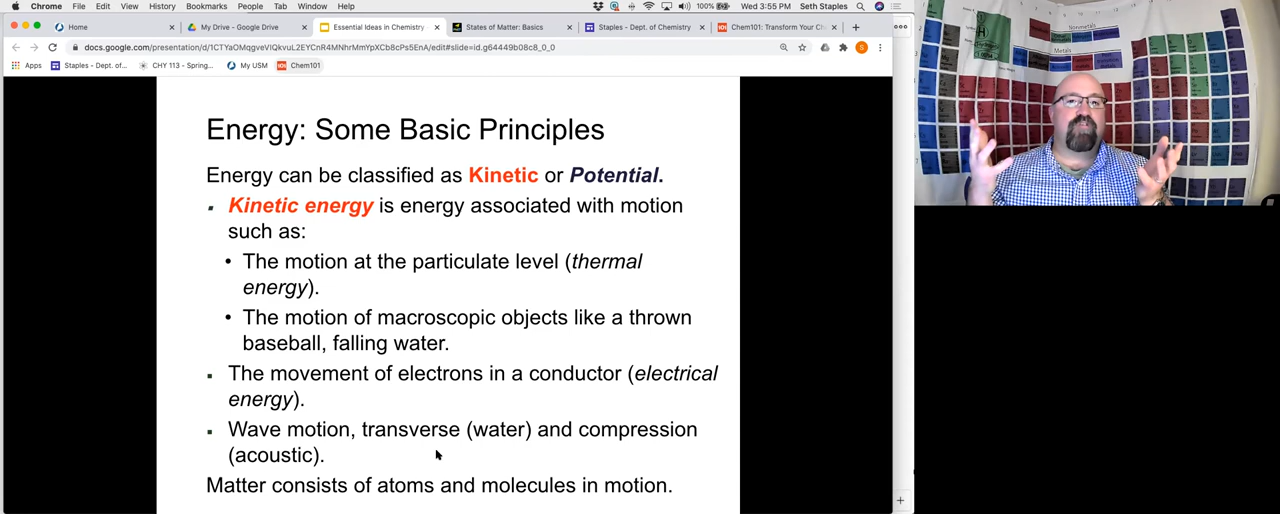 Chrome File Edit View History Bookmarks People Tab Window Help 100% Wed 3:55 PM Seth Staples
Home My Drive - Google Drive Essential Ideas in Chemistry States of Matter: Basics Staples - Dept. of Chemistry Chem101: Transform Your Ch
docs.google.com/presentation/d/1CTYaOMqgveVIQkvuL2EYCnR4MNhrMmYpXCb8cPs5EnA/edit#slide=id.g64449b08c8_0_0
Apps Staples - Dept. of... CHY 113 - Spring... My USM Chem101
Energy: Some Basic Principles
Energy can be classified as Kinetic or Potential.
Kinetic energy is energy associated with motion
such as:
• The motion at the particulate level (thermal
energy).
• The motion of macroscopic objects like a thrown
baseball, falling water.
The movement of electrons in a conductor (electrical
energy).
Wave motion, transverse (water) and compression
(acoustic).
Matter consists of atoms and molecules in motion.
Nonmetals
Metals
H